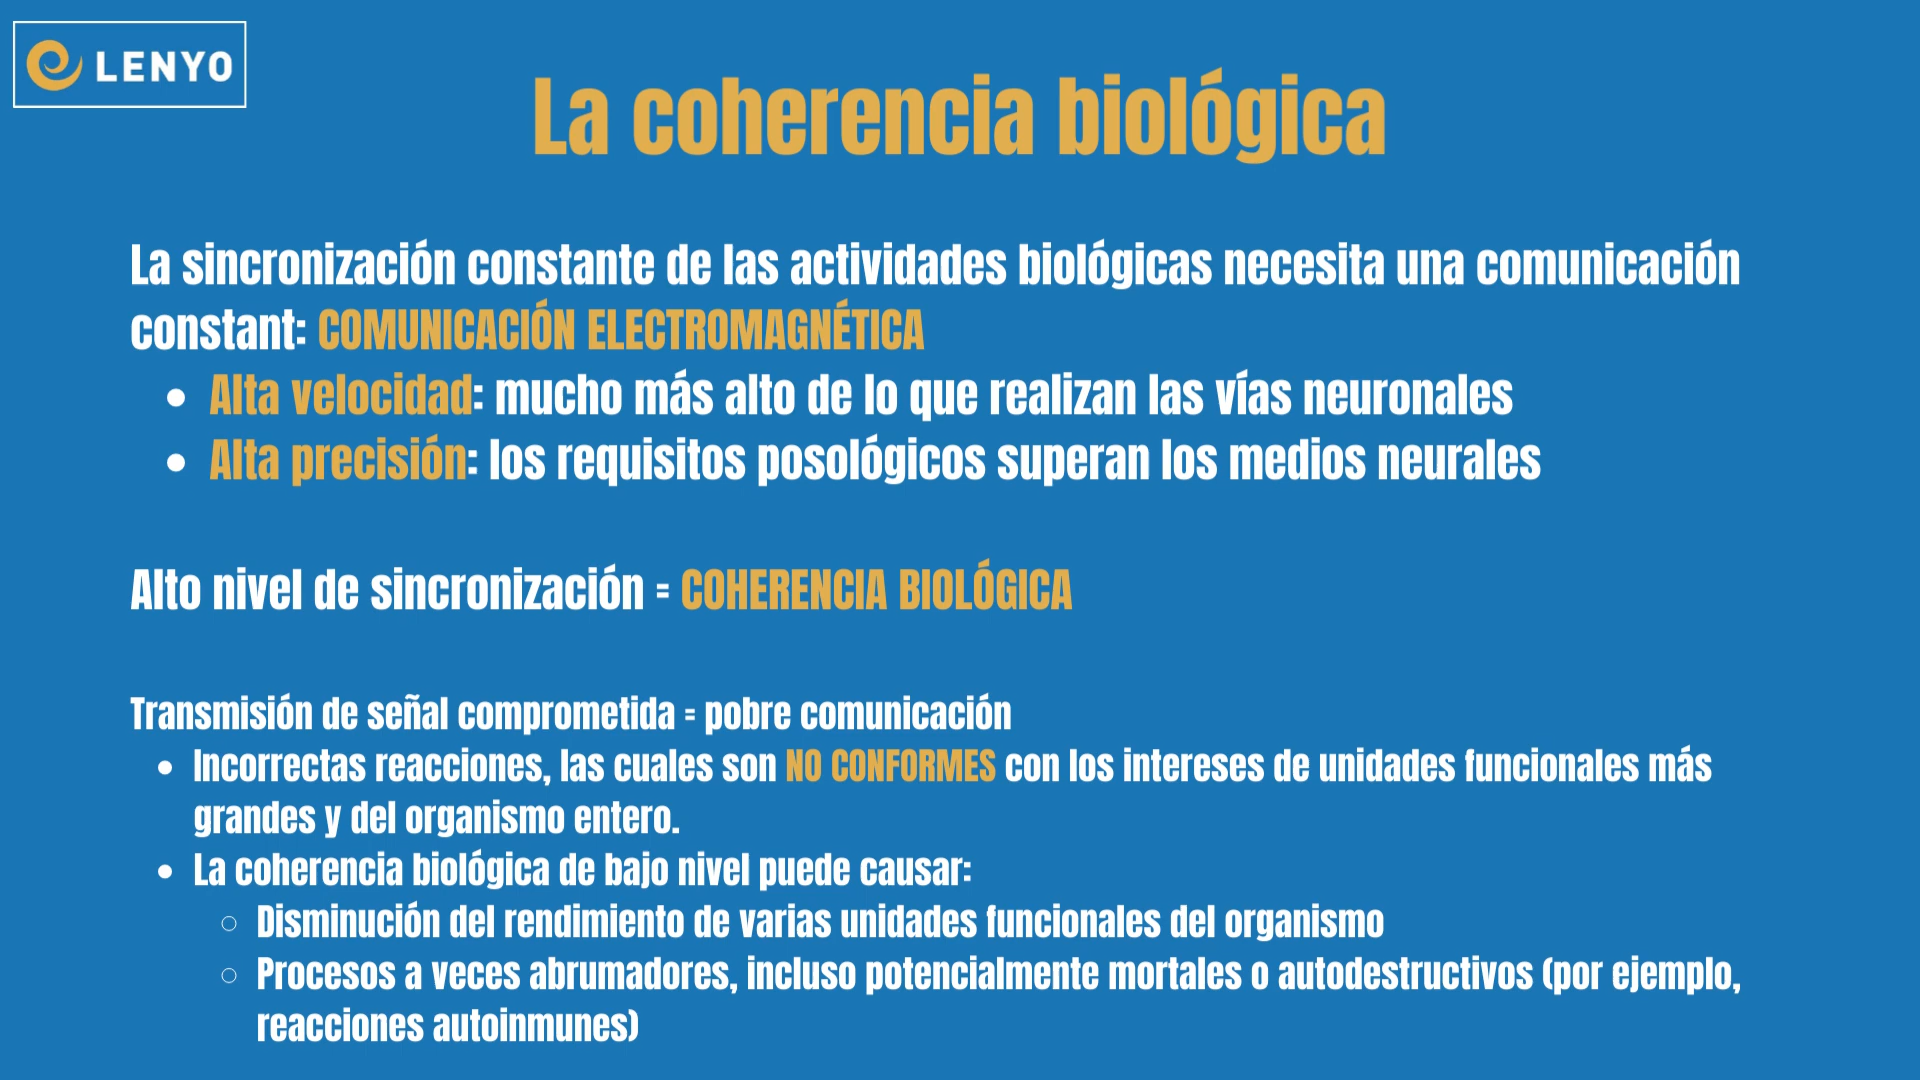 LENYO
La coherencia biológica
La sincronización constante de las actividades biológicas necesita una comunicación
constant: COMUNICACIÓN ELECTROMAGNÉTICA
• Alta velocidad: mucho más alto de lo que realizan las vías neuronales
• Alta precisión: los requisitos posológicos superan los medios neurales
Alto nivel de sincronización = COHERENCIA BIOLÓGICA
Transmisión de señal comprometida = pobre comunicación
• Incorrectas reacciones, las cuales son NO CONFORMES con los intereses de unidades funcionales más
grandes y del organismo entero.
• La coherencia biológica de bajo nivel puede causar:
○ Disminución del rendimiento de varias unidades funcionales del organismo
○ Procesos a veces abrumadores, incluso potencialmente mortales o autodestructivos (por ejemplo,
reacciones autoinmunes)